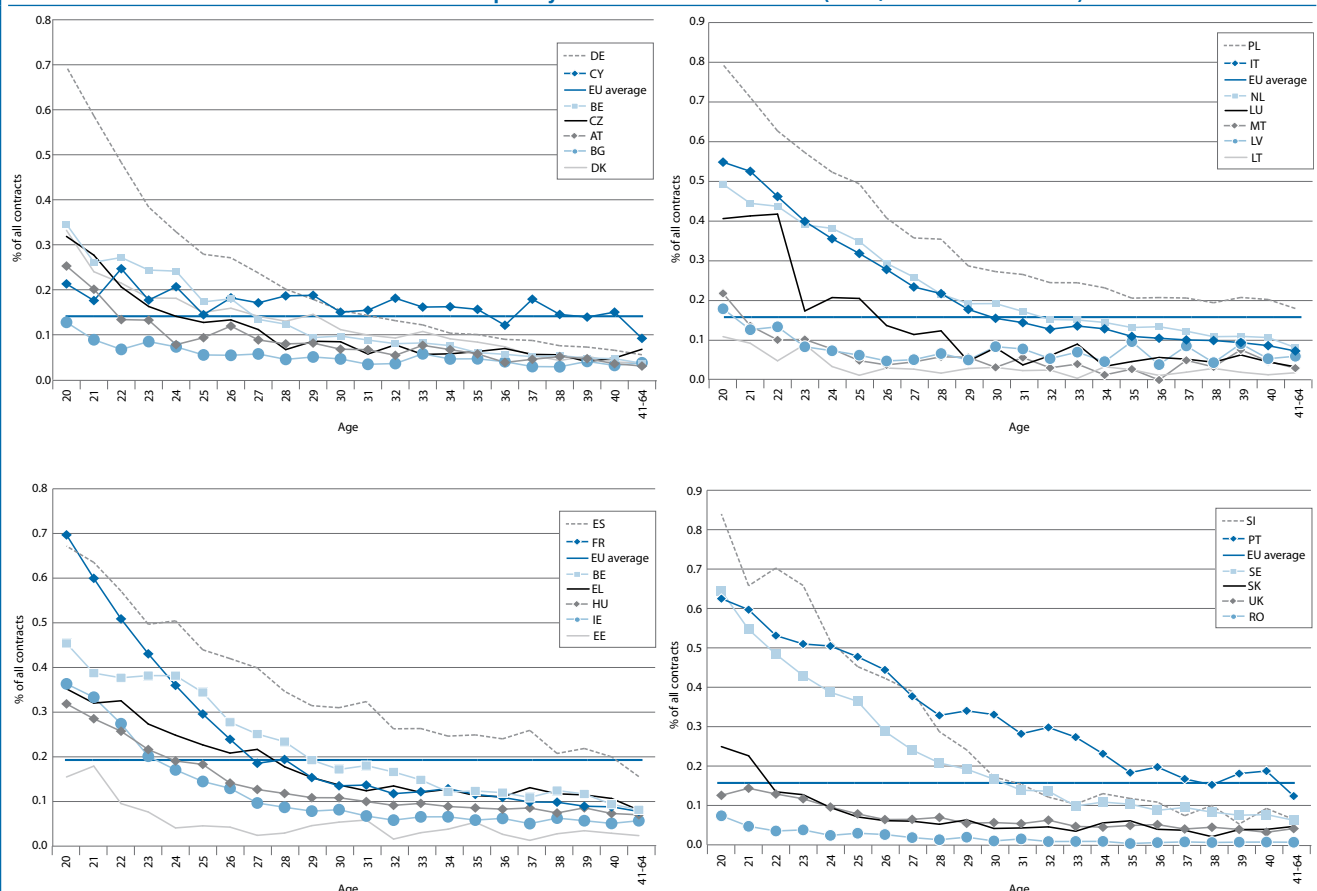 0.8
0.7
0.6
0.5
0.4
0.3
0.2
0.1
0.0
% of all contracts
20 21 22 23 24 25 26 27 28 29 30 31 32 33 34 35 36 37 38 39 40 41-64
Age
DE
CY
EU average
BE
CZ
AT
BG
DK
0.9
0.8
0.7
0.6
0.5
0.4
0.3
0.2
0.1
0.0
% of all contracts
20 21 22 23 24 25 26 27 28 29 30 31 32 33 34 35 36 37 38 39 40 41-64
Age
PL
IT
EU average
NL
LU
MT
LV
LT
0.8
0.7
0.6
0.5
0.4
0.3
0.2
0.1
0.0
% of all contracts
20 21 22 23 24 25 26 27 28 29 30 31 32 33 34 35 36 37 38 39 40 41-64
Age
ES
FR
EU average
BE
EL
HU
IE
EE
0.9
0.8
0.7
0.6
0.5
0.4
0.3
0.2
0.1
0.0
% of all contracts
20 21 22 23 24 25 26 27 28 29 30 31 32 33 34 35 36 37 38 39 40 41-64
Age
SI
PT
EU average
SE
SK
UK
RO